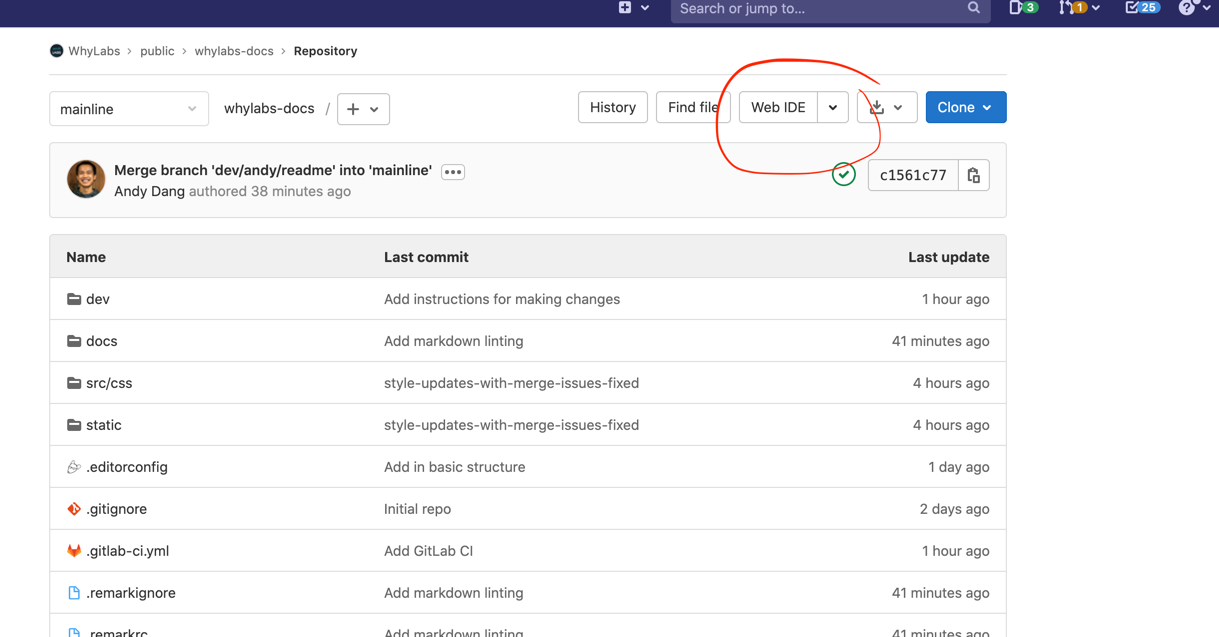 Search or jump to...
3
1
25
WhyLabs > public > whylabs-docs > Repository
mainline
whylabs-docs / +
History
Find file
Web IDE
Clone
Merge branch 'dev/andy/readme' into 'mainline'
Andy Dang authored 38 minutes ago
c1561c77
Name Last commit Last update
dev Add instructions for making changes 1 hour ago
docs Add markdown linting 41 minutes ago
src/css style-updates-with-merge-issues-fixed 4 hours ago
static style-updates-with-merge-issues-fixed 4 hours ago
.editorconfig Add in basic structure 1 day ago
.gitignore Initial repo 2 days ago
.gitlab-ci.yml Add GitLab CI 1 hour ago
.remarkignore Add markdown linting 41 minutes ago
.remarkrc Add markdown linting 41 minutes ago